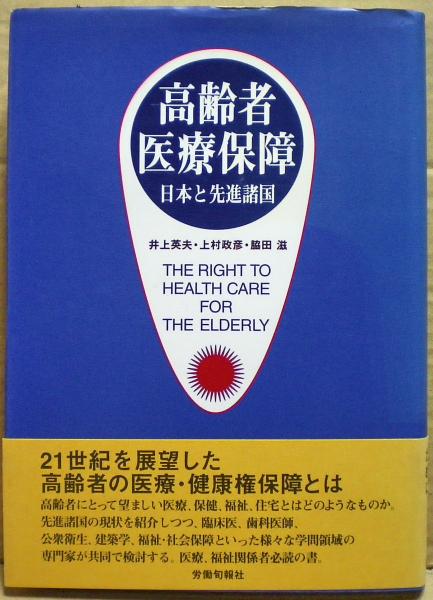 高齢者
医療保障
日本と先進諸国
井上英夫・上村政彦・脇田 滋
THE RIGHT TO
HEALTH CARE
FOR
THE ELDERLY
21世紀を展望した
高齢者の医療・健康権保障とは
高齢者にとって望ましい医療、保健、福祉、住宅とはどのようなものか。
先進諸国の現状を紹介しつつ、臨床医、歯科医師、
公衆衛生、建築学、福祉・社会保障といった様々な学問領域の
専門家が共同で検討する。医療、福祉関係者必読の書。
労働旬報社